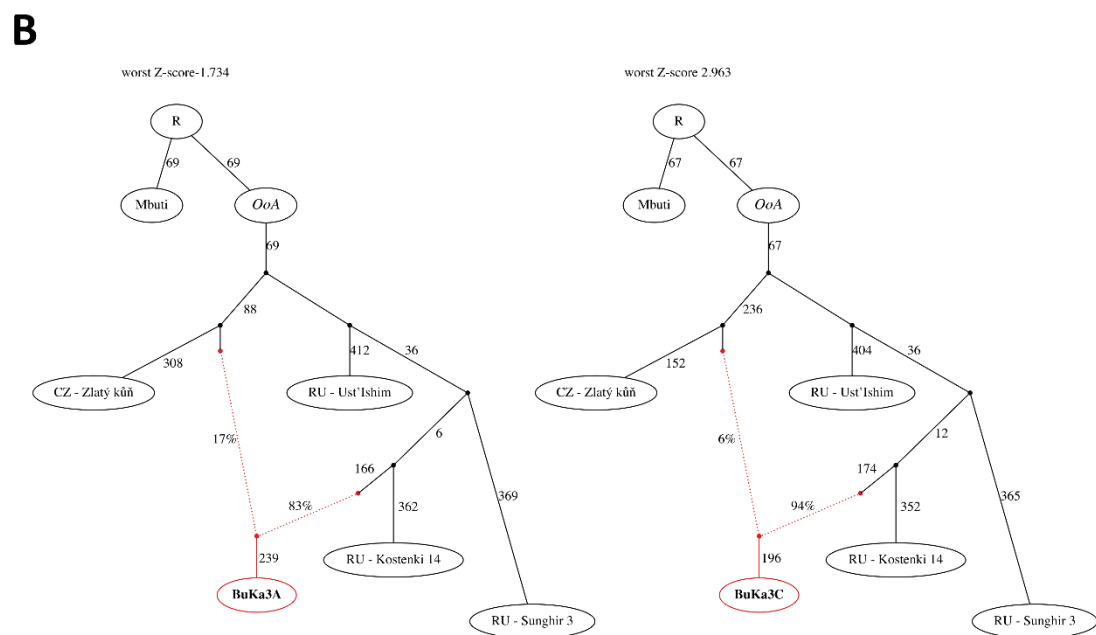 B
worst Z-score-1.734
R
69
69
Mbuti
OoA
69
88
308
412
36
CZ - Zlatý kůň
RU - Ust'Ishim
17%
6
166
83%
362
369
239
RU - Kostenki 14
BuKa3A
RU - Sunghir 3
worst Z-score 2.963
R
67
67
Mbuti
OoA
67
236
152
404
36
CZ - Zlatý kůň
RU - Ust'Ishim
6%
12
174
94%
352
365
196
RU - Kostenki 14
BuKa3C
RU - Sunghir 3